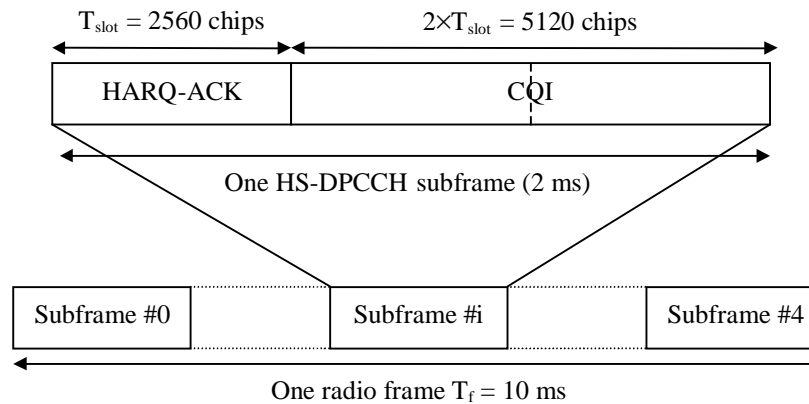 T_slot = 2560 chips
2×T_slot = 5120 chips
HARQ-ACK
CQI
One HS-DPCCH subframe (2 ms)
Subframe #0
Subframe #i
Subframe #4
One radio frame T_f = 10 ms